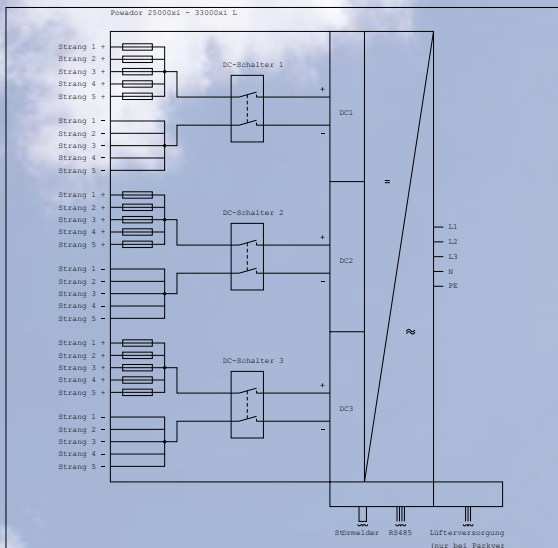 Powador 25000xi - 33000xi L
Strang 1 +
Strang 2 +
Strang 3 +
Strang 4 +
Strang 5 +
Strang 1 -
Strang 2 -
Strang 3 -
Strang 4 -
Strang 5 -
DC-Schalter 1
+
-
DC1
Strang 1 +
Strang 2 +
Strang 3 +
Strang 4 +
Strang 5 +
Strang 1 -
Strang 2 -
Strang 3 -
Strang 4 -
Strang 5 -
DC-Schalter 2
+
-
DC2
Strang 1 +
Strang 2 +
Strang 3 +
Strang 4 +
Strang 5 +
Strang 1 -
Strang 2 -
Strang 3 -
Strang 4 -
Strang 5 -
DC-Schalter 3
+
-
DC3
=
≈
L1
L2
L3
N
PE
Störmelder
RS485
Lüfterversorgung
(nur bei Parkver